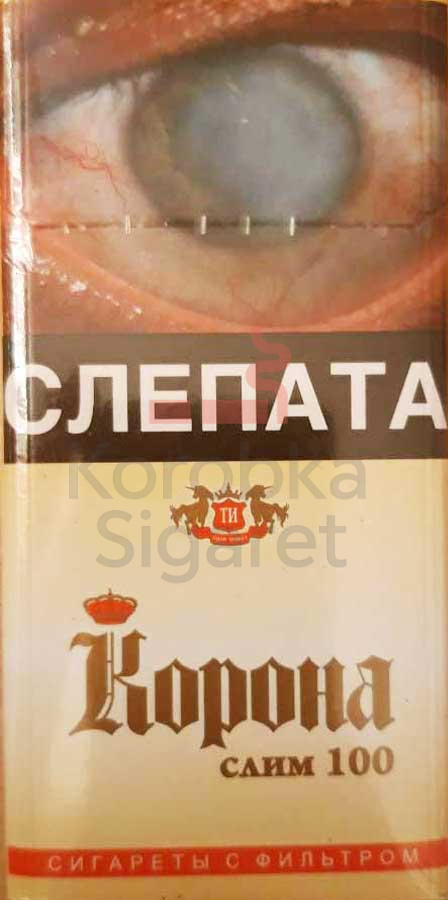 СЛЕПАТА
Korobka
Sigaret
ТИ
Корона
слим 100
СИГАРЕТЫ С ФИЛЬТРОМ